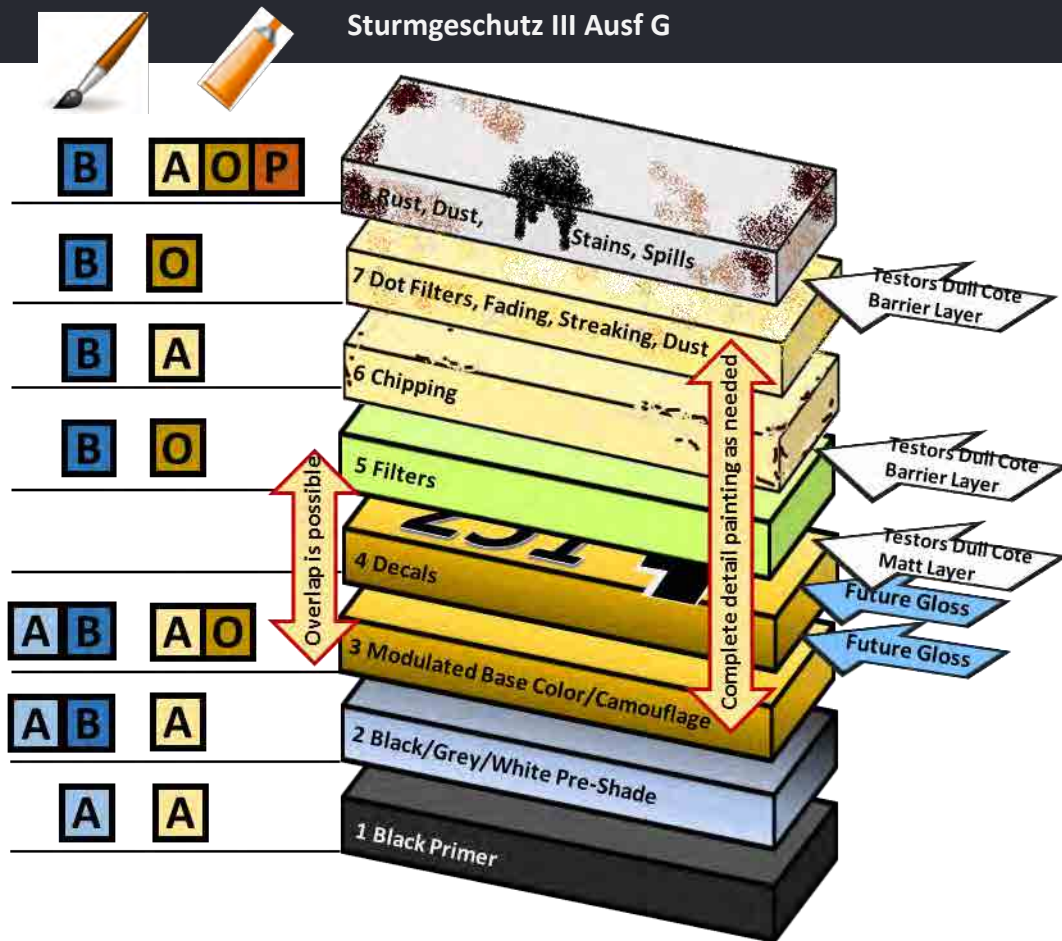 Sturmgeschutz III Ausf G
B A O P
8 Rust, Dust, Stains, Spills
B O
7 Dot Filters, Fading, Streaking, Dust
Testors Dull Cote
Barrier Layer
B A
6 Chipping
B O
5 Filters
Testors Dull Cote
Barrier Layer
Overlap is possible
Complete detail painting as needed
4 Decals
Testors Dull Cote
Matt Layer
Future Gloss
Future Gloss
A B A O
3 Modulated Base Color/Camouflage
A B A
2 Black/Grey/White Pre-Shade
A A
1 Black Primer